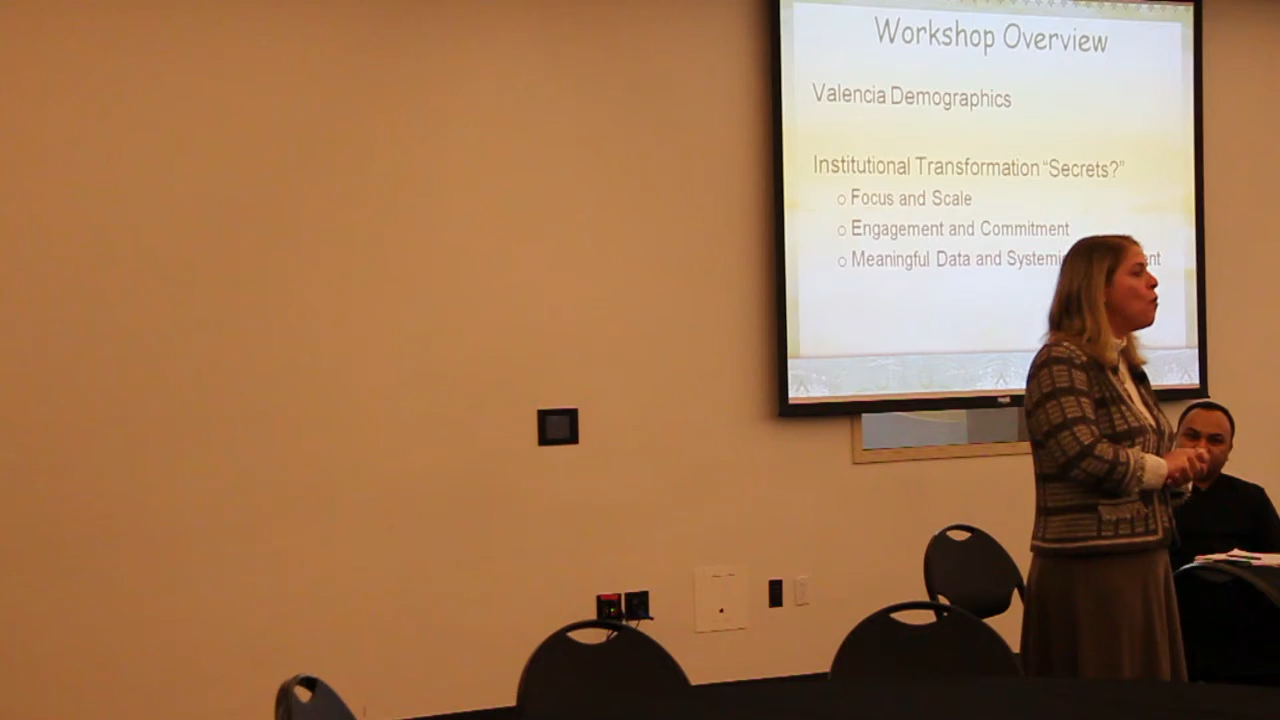 Workshop Overview
Valencia Demographics
Institutional Transformation “Secrets?”
o Focus and Scale
o Engagement and Commitment
o Meaningful Data and